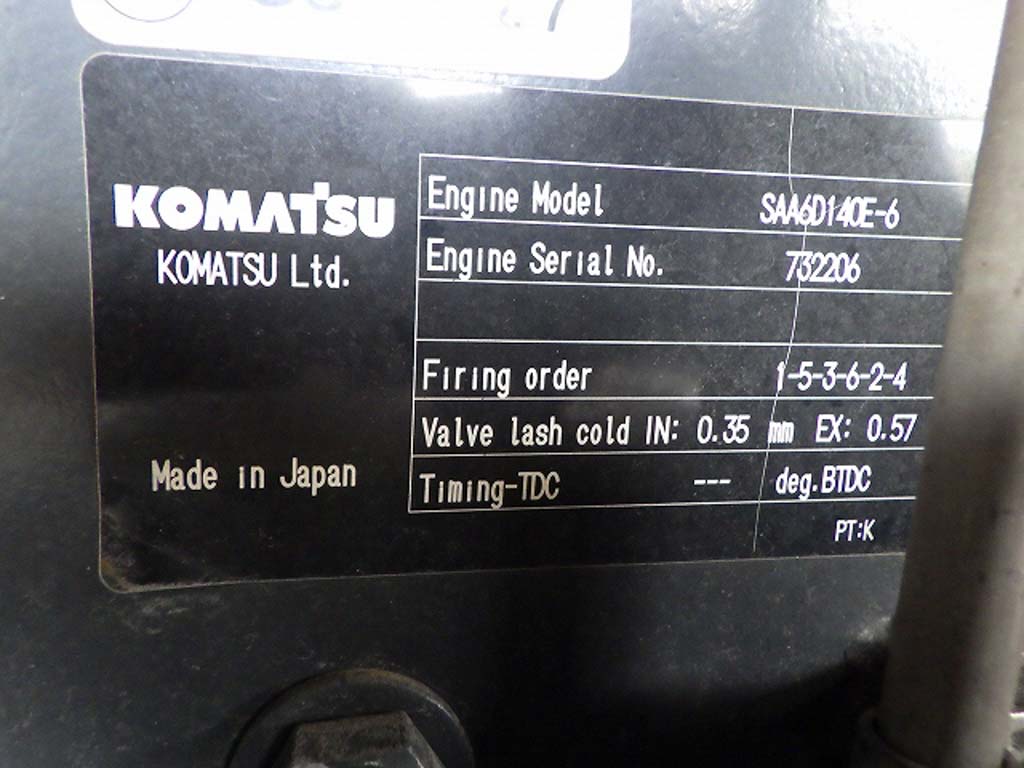 KOMATSU
KOMATSU Ltd.
Made in Japan
Engine Model SAA6D140E-6
Engine Serial No. 732206
Firing order 1-5-3-6-2-4
Valve lash cold IN: 0.35 mm EX: 0.57
Timing-TDC --- deg.BTDC
PT:K